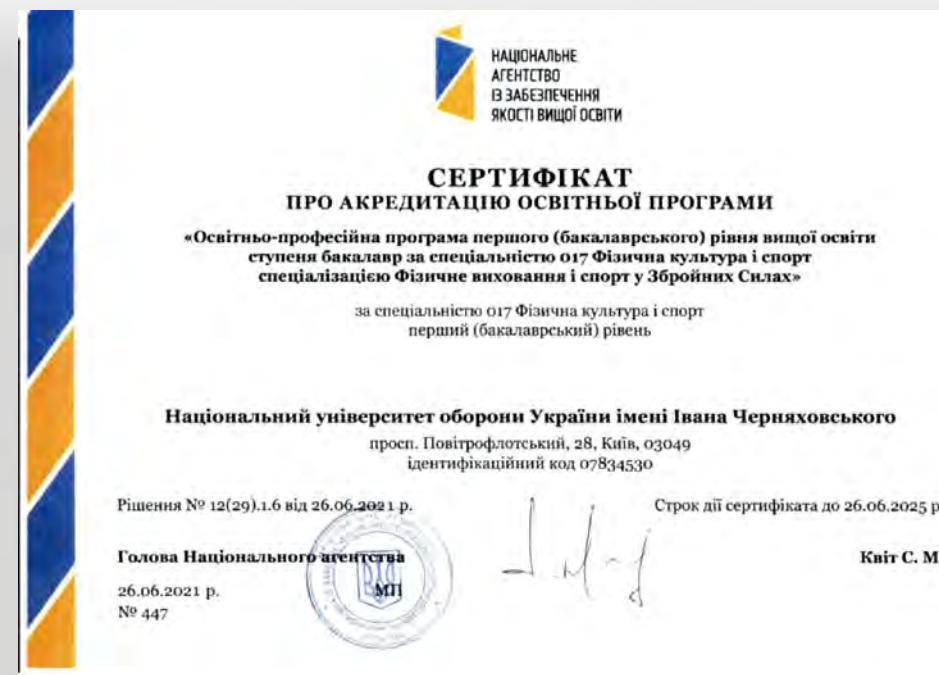 НАЦІОНАЛЬНЕ
АГЕНТСТВО
ІЗ ЗАБЕЗПЕЧЕННЯ
ЯКОСТІ ВИЩОЇ ОСВІТИ
СЕРТИФІКАТ
ПРО АКРЕДИТАЦІЮ ОСВІТНЬОЇ ПРОГРАМИ
«Освітньо-професійна програма першого (бакалаврського) рівня вищої освіти
ступеня бакалавр за спеціальністю 017 Фізична культура і спорт
спеціалізацією Фізичне виховання і спорт у Збройних Силах»
за спеціальністю 017 Фізична культура і спорт
перший (бакалаврський) рівень
Національний університет оборони України імені Івана Черняховського
просп. Повітрофлотський, 28, Київ, 03049
ідентифікаційний код 07834530
Рішення № 12(29).1.6 від 26.06.2021 р.
Строк дії сертифіката до 26.06.2025 р
Голова Національного агентства
Квіт С. М
26.06.2021 р.
МП
№ 447